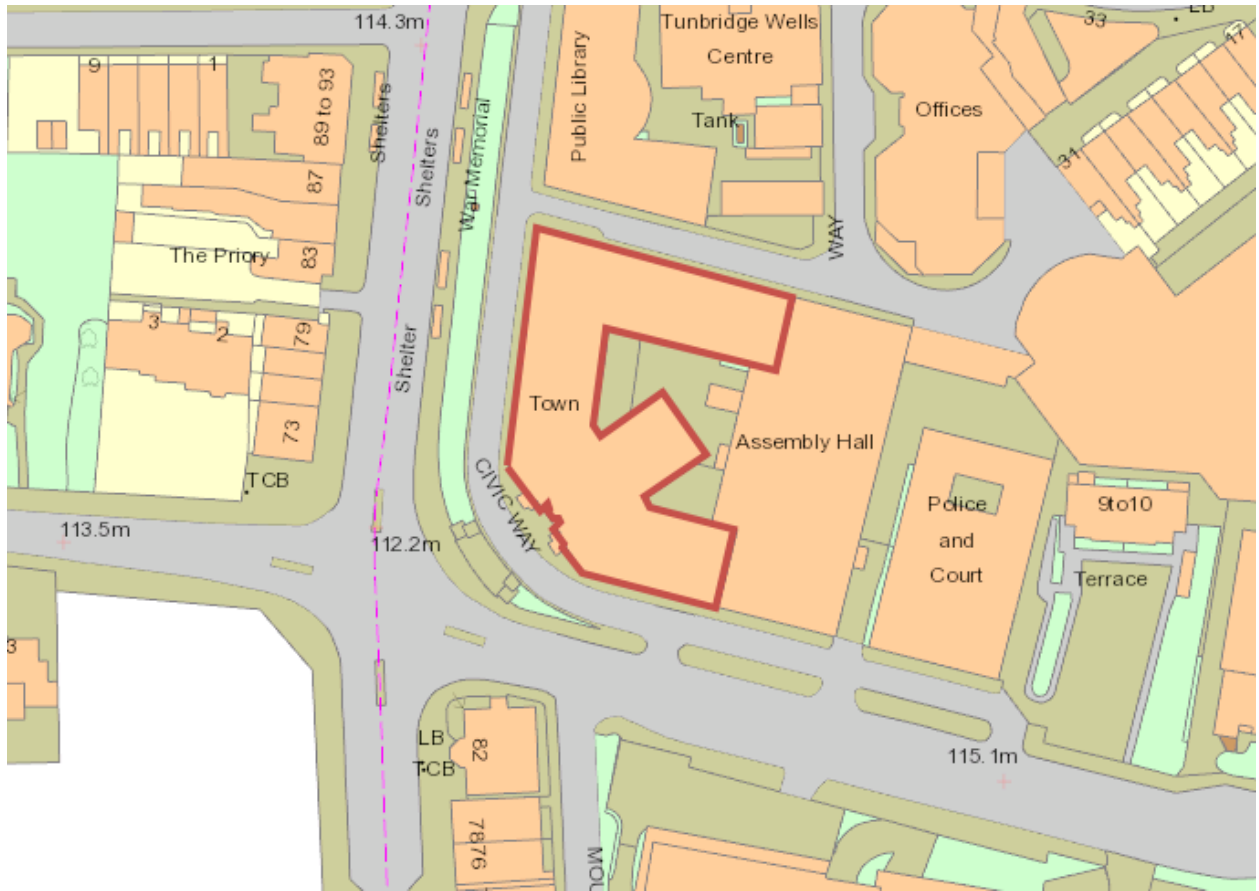 114.3m
Tunbridge Wells
Centre
33
LB
17
9
1
89 to 93
Shelters
Public Library
Offices
Tank
Shelters
War Memorial
31
87
The Priory
83
WAY
3
2
79
Shelter
Town
73
Assembly Hall
TCB
CIVIC WAY
Police
and
Court
9to10
Terrace
113.5m
112.2m
3
LB
TCB
82
115.1m
7876
MOU